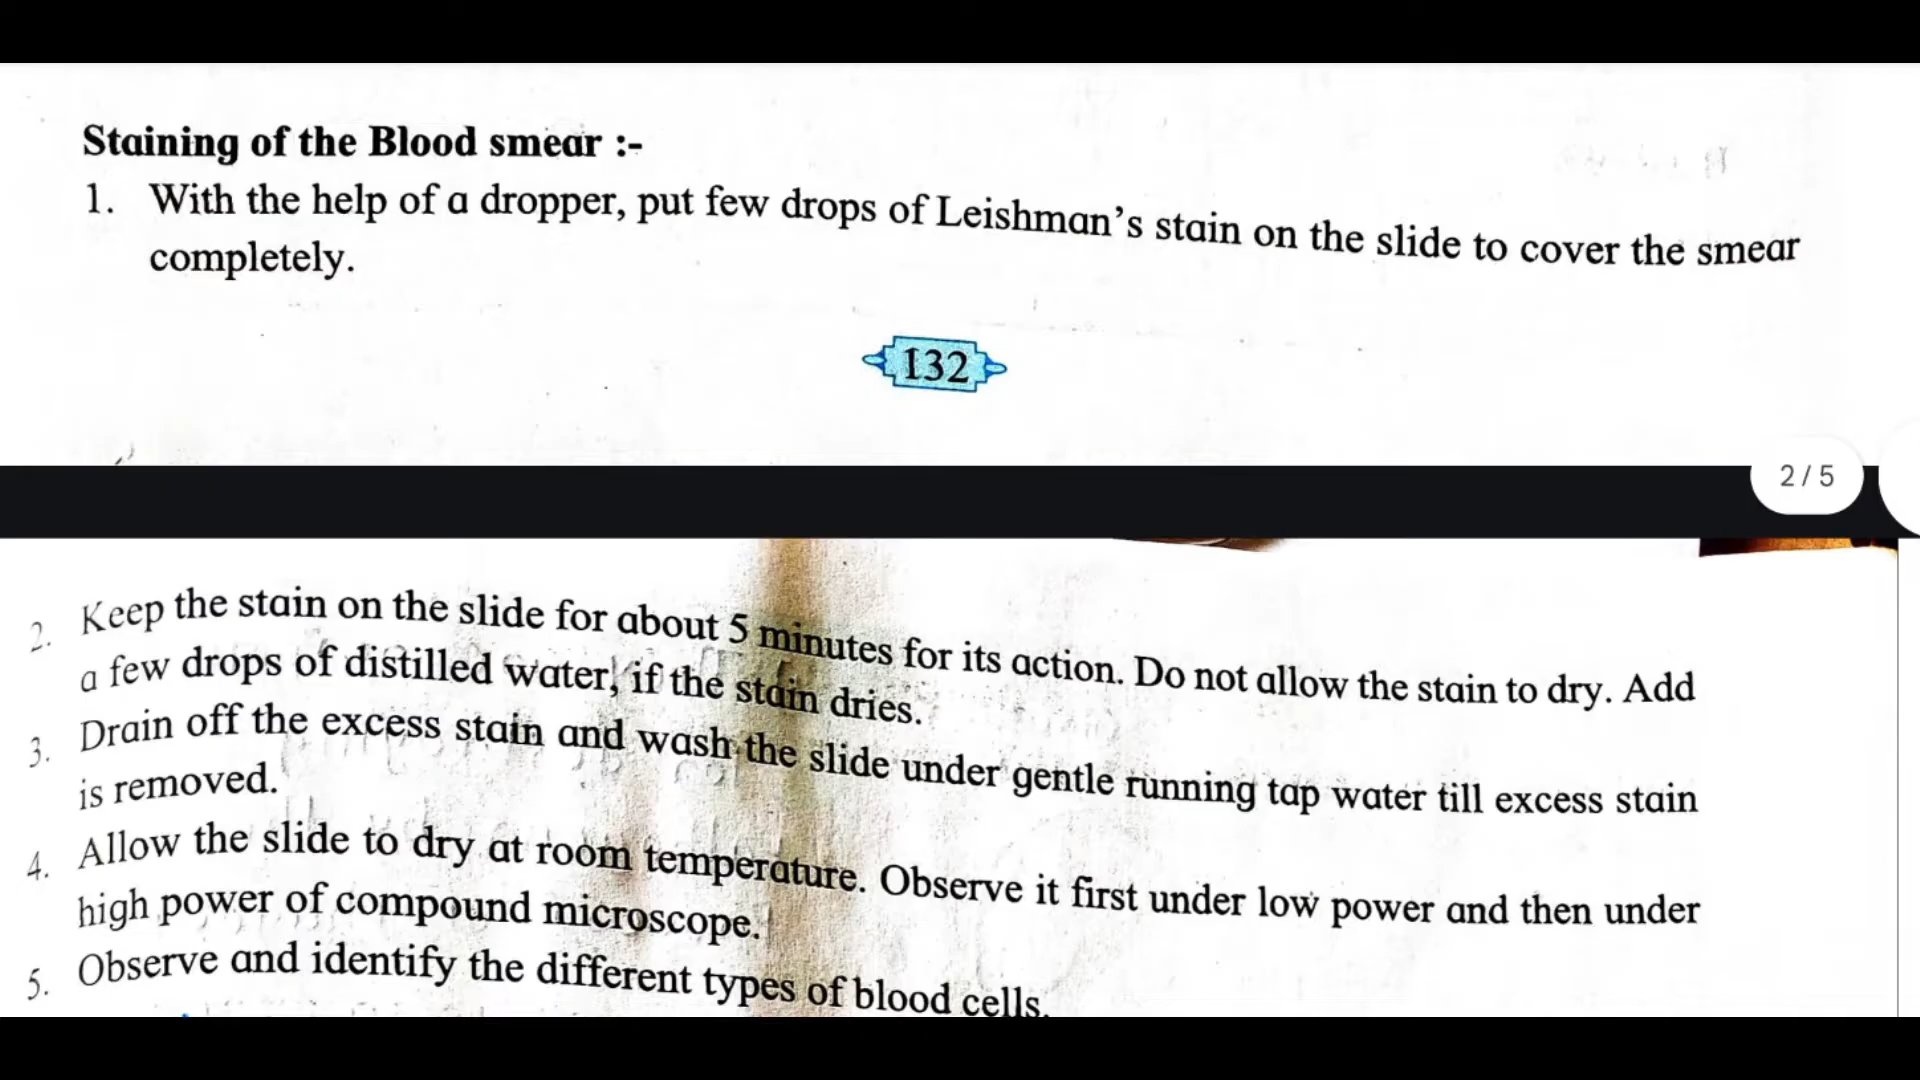 Staining of the Blood smear :-
1. With the help of a dropper, put few drops of Leishman's stain on the slide to cover the smear
completely.
132
2 / 5
2. Keep the stain on the slide for about 5 minutes for its action. Do not allow the stain to dry. Add
a few drops of distilled water, if the stain dries.
3. Drain off the excess stain and wash the slide under gentle running tap water till excess stain
is removed.
4. Allow the slide to dry at room temperature. Observe it first under low power and then under
high power of compound microscope.
5. Observe and identify the different types of blood cells.